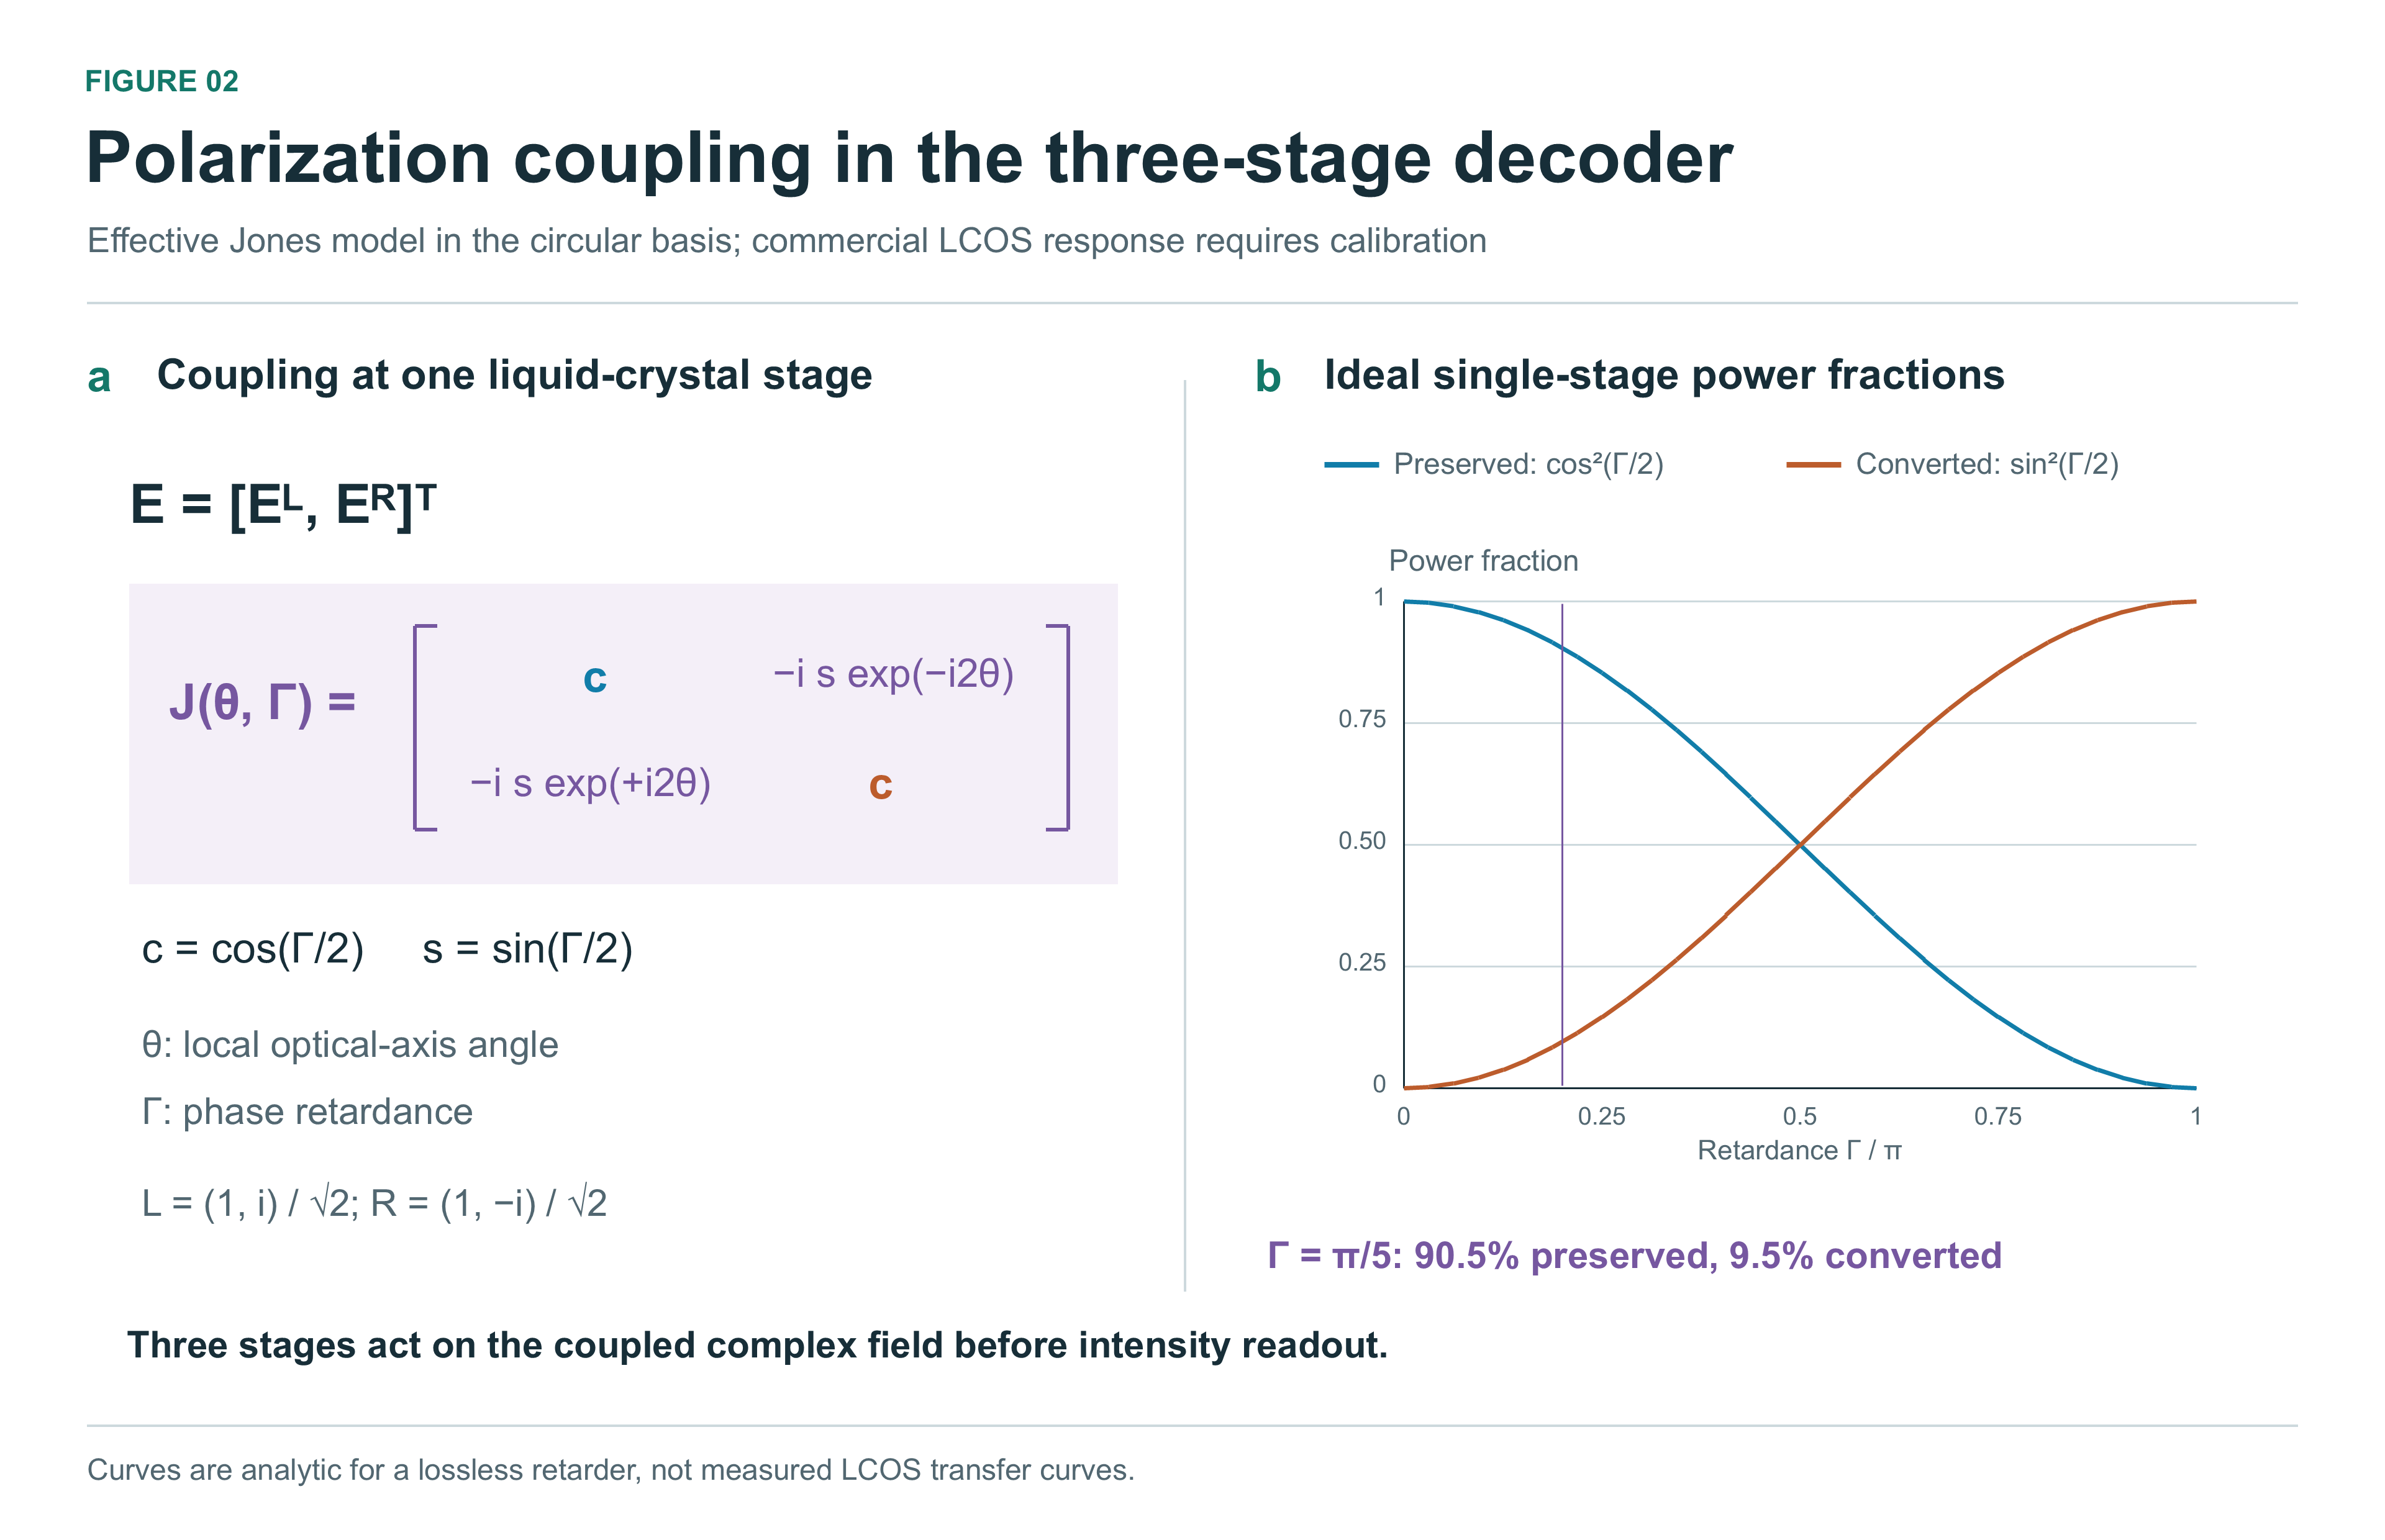 FIGURE 02
Polarization coupling in the three-stage decoder
Effective Jones model in the circular basis; commercial LCOS response requires calibration
a Coupling at one liquid-crystal stage
E = [Eᴸ, Eᴿ]ᵀ
J(θ, Γ) =
c −i s exp(−i2θ)
−i s exp(+i2θ) c
c = cos(Γ/2) s = sin(Γ/2)
θ: local optical-axis angle
Γ: phase retardance
L = (1, i) / √2; R = (1, −i) / √2
b Ideal single-stage power fractions
Preserved: cos²(Γ/2) Converted: sin²(Γ/2)
Power fraction
1
0.75
0.50
0.25
0
0 0.25 0.5 0.75 1
Retardance Γ / π
Γ = π/5: 90.5% preserved, 9.5% converted
Three stages act on the coupled complex field before intensity readout.
Curves are analytic for a lossless retarder, not measured LCOS transfer curves.